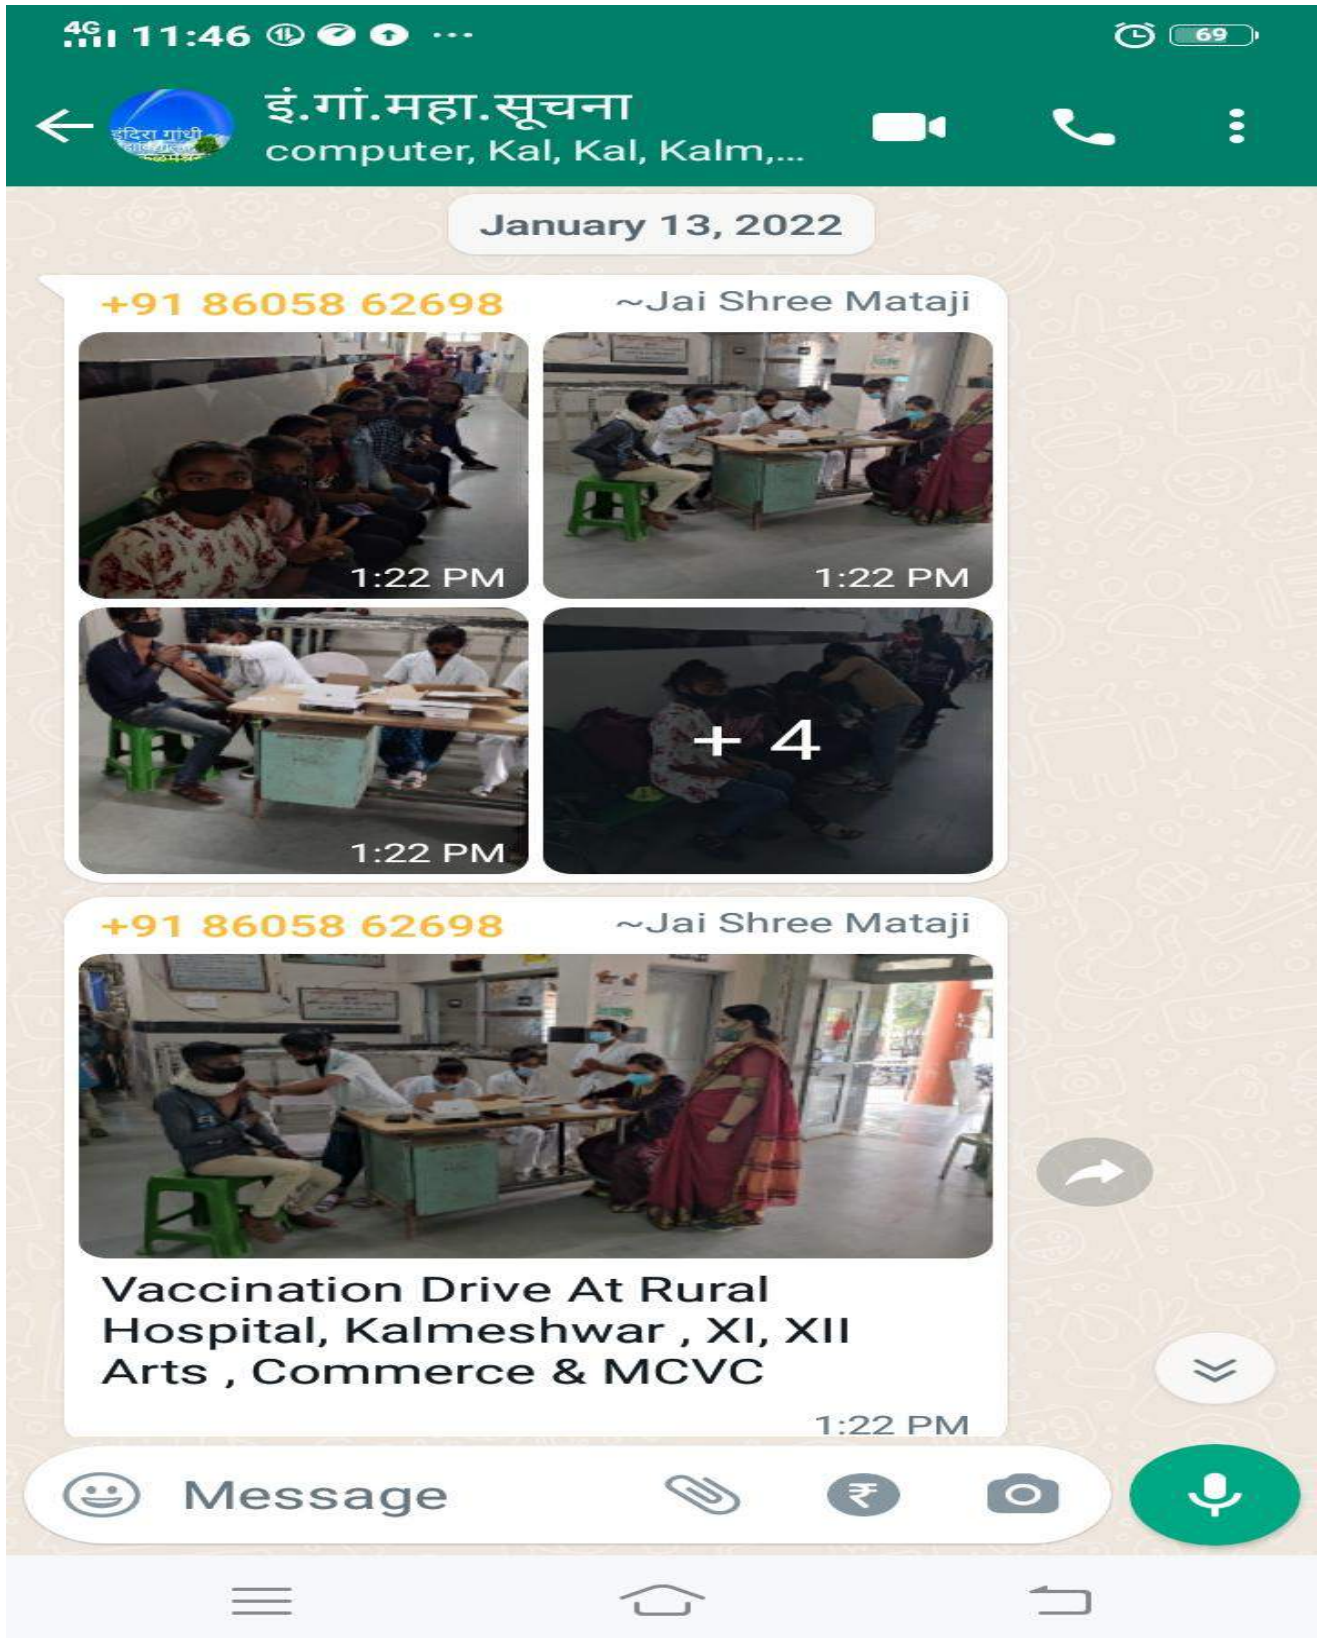 4G 11:46 ... 69
इं.गां.महा.सूचना
computer, Kal, Kal, Kalm,...
इंदिरा गांधी
January 13, 2022
+91 86058 62698 ~Jai Shree Mataji
1:22 PM 1:22 PM
1:22 PM + 4
+91 86058 62698 ~Jai Shree Mataji
Vaccination Drive At Rural
Hospital, Kalmeshwar , XI, XII
Arts , Commerce & MCVC
1:22 PM
Message ₹